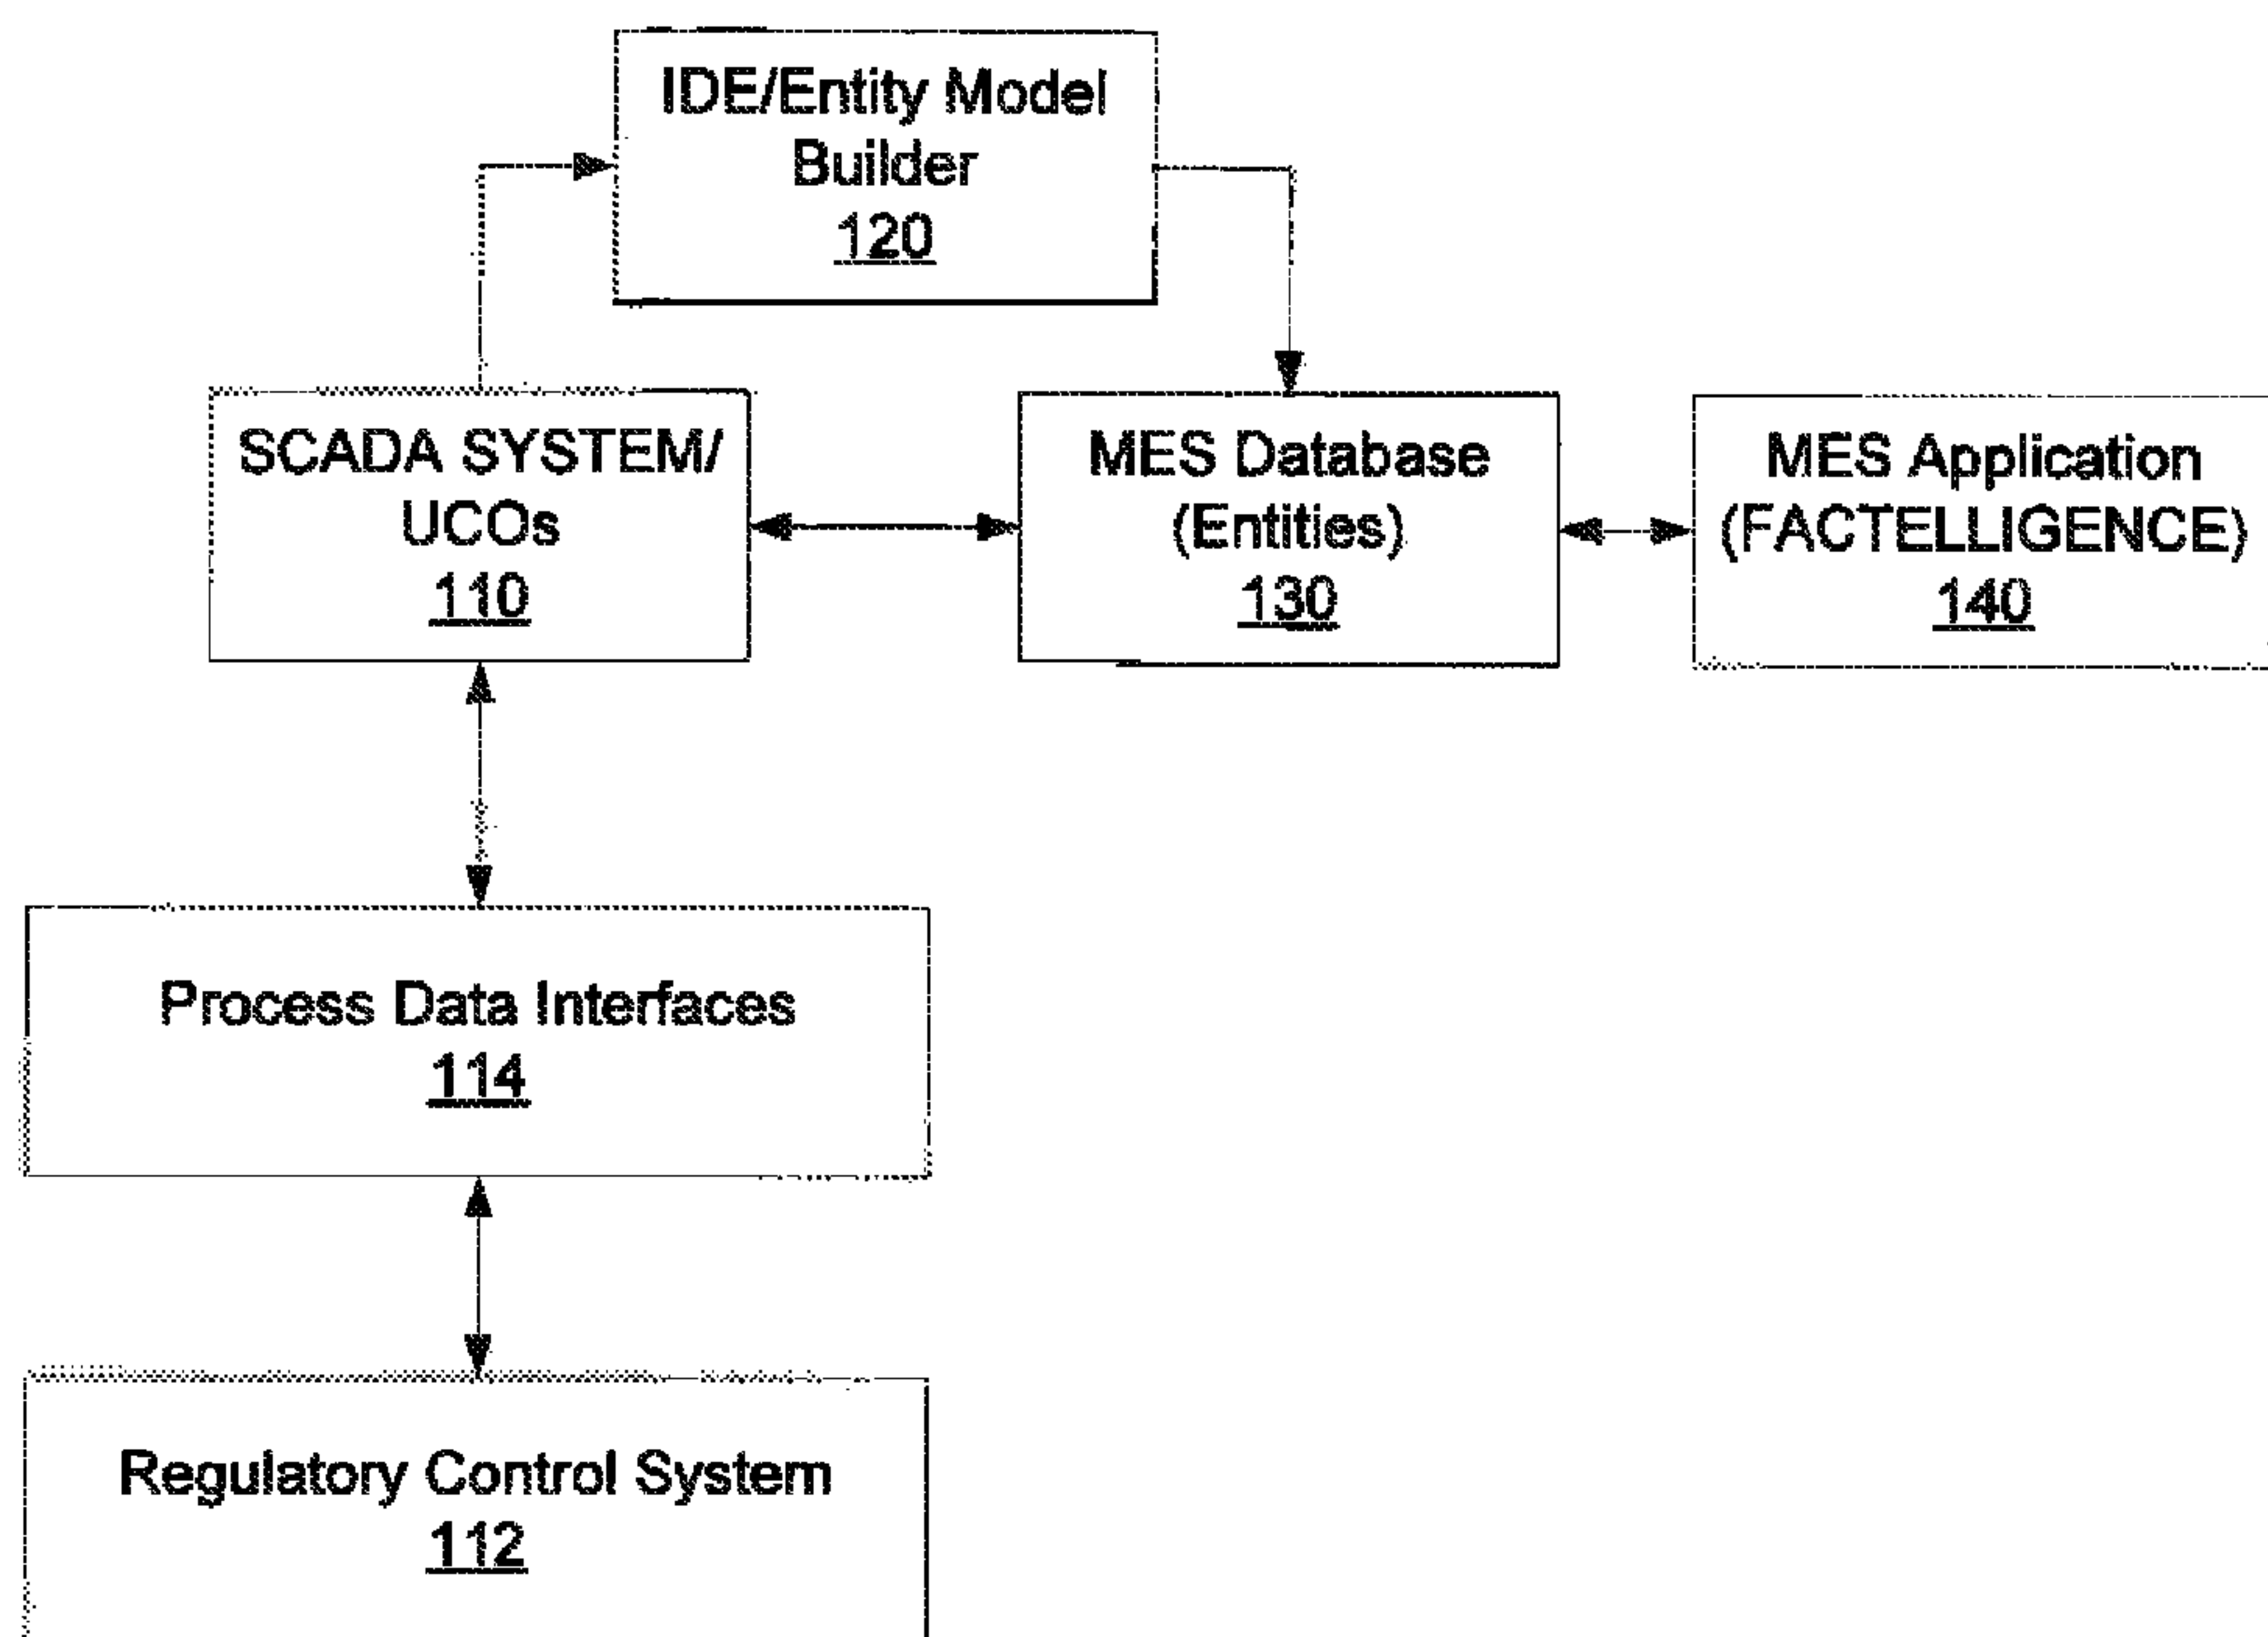 IDE/Entity Model
Builder
120
SCADA SYSTEM/
UCOs
110
MES Database
(Entities)
130
MES Application
(FACTELLIGENCE)
140
Process Data Interfaces
114
Regulatory Control System
112